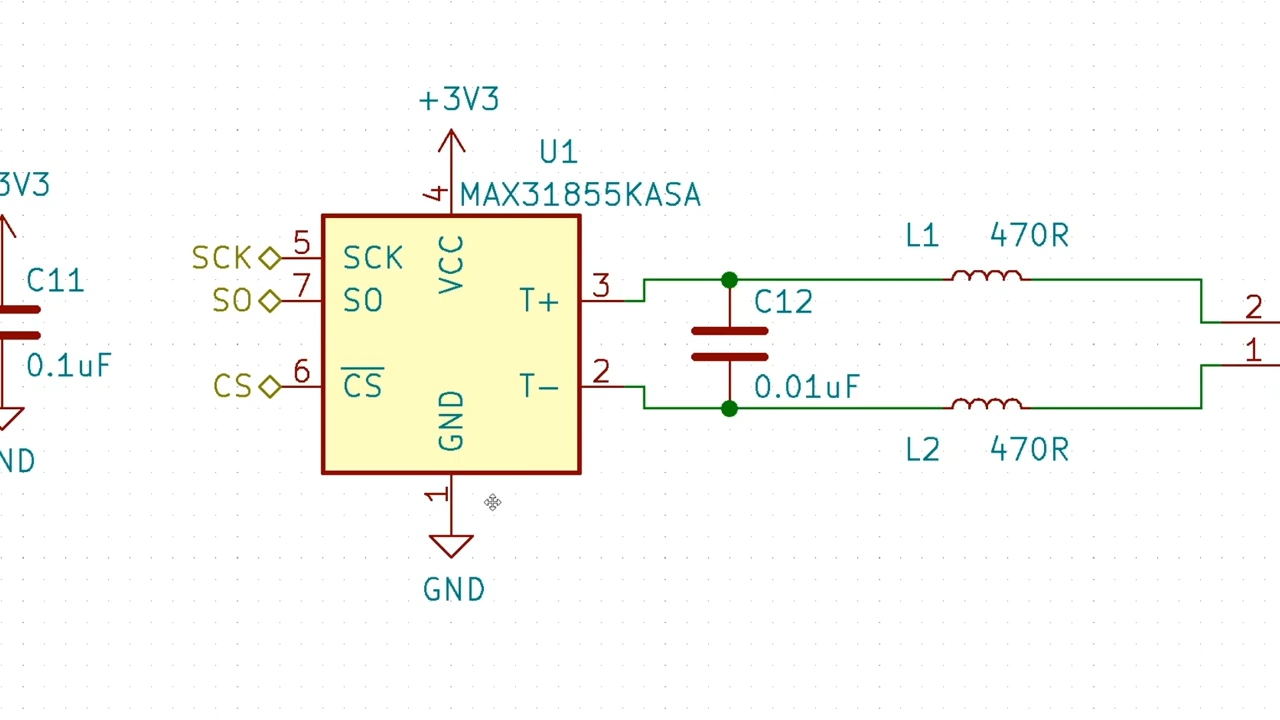 +3V3
U1
MAX31855KASA
4
3V3
C11
0.1uF
ND
SCK
5
SCK
SO
7
SO
CS
6
CS
VCC
GND
T+
3
T-
2
1
GND
C12
0.01uF
L1 470R
L2 470R
2
1